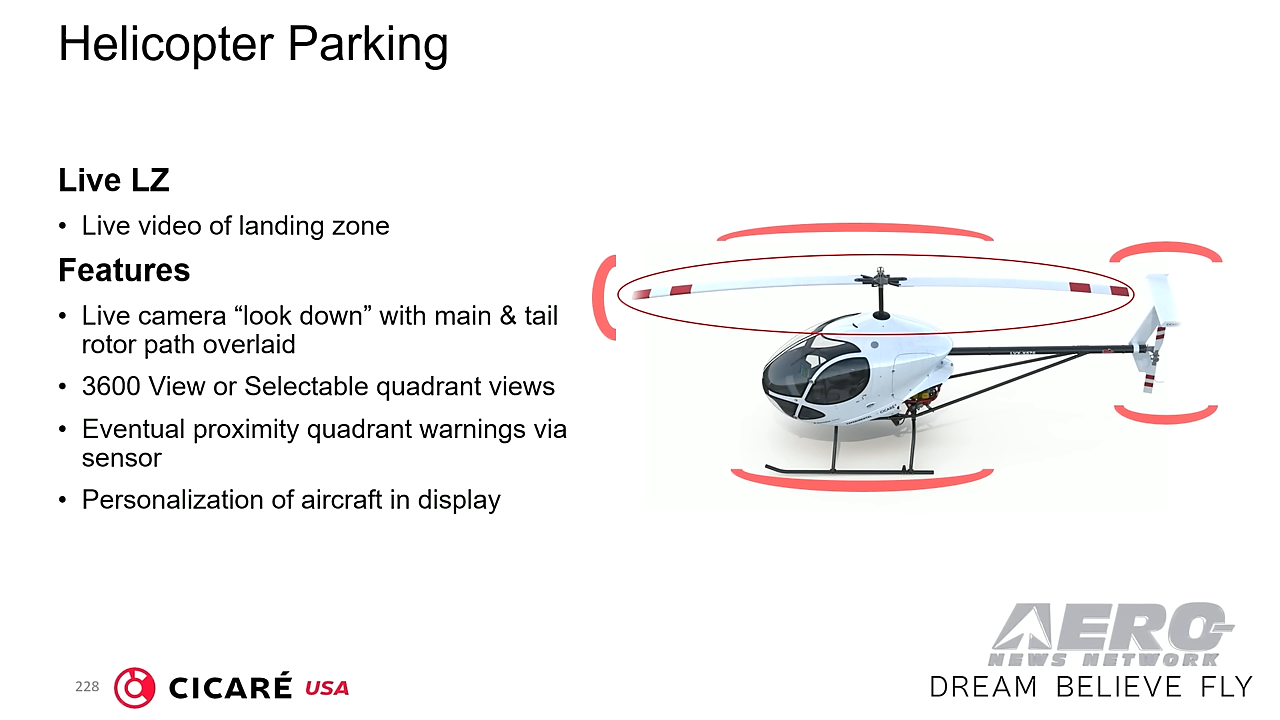 Helicopter Parking
Live LZ
• Live video of landing zone
Features
• Live camera “look down” with main & tail
rotor path overlaid
• 3600 View or Selectable quadrant views
• Eventual proximity quadrant warnings via
sensor
• Personalization of aircraft in display
CICARÉ
228
CICARÉ USA
AERO-
NEWS NETWORK
DREAM BELIEVE FLY